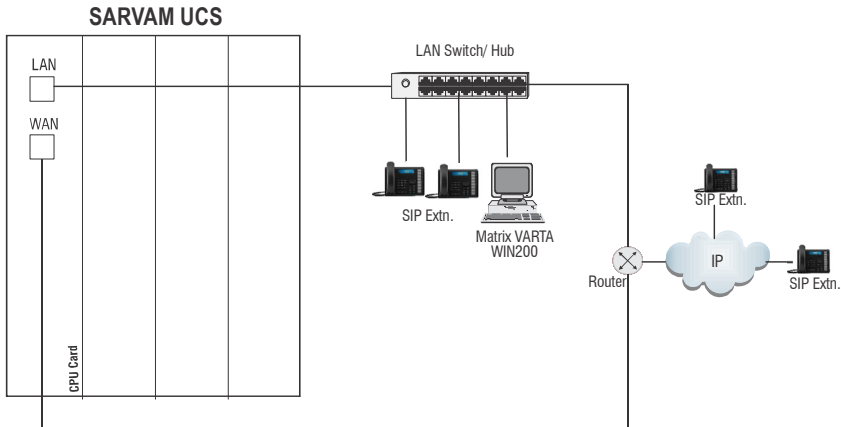 SARVAM UCS
LAN
WAN
CPU Card
LAN Switch/ Hub
SIP Extn.
Matrix VARTA
WIN200
Router
IP
SIP Extn.
SIP Extn.